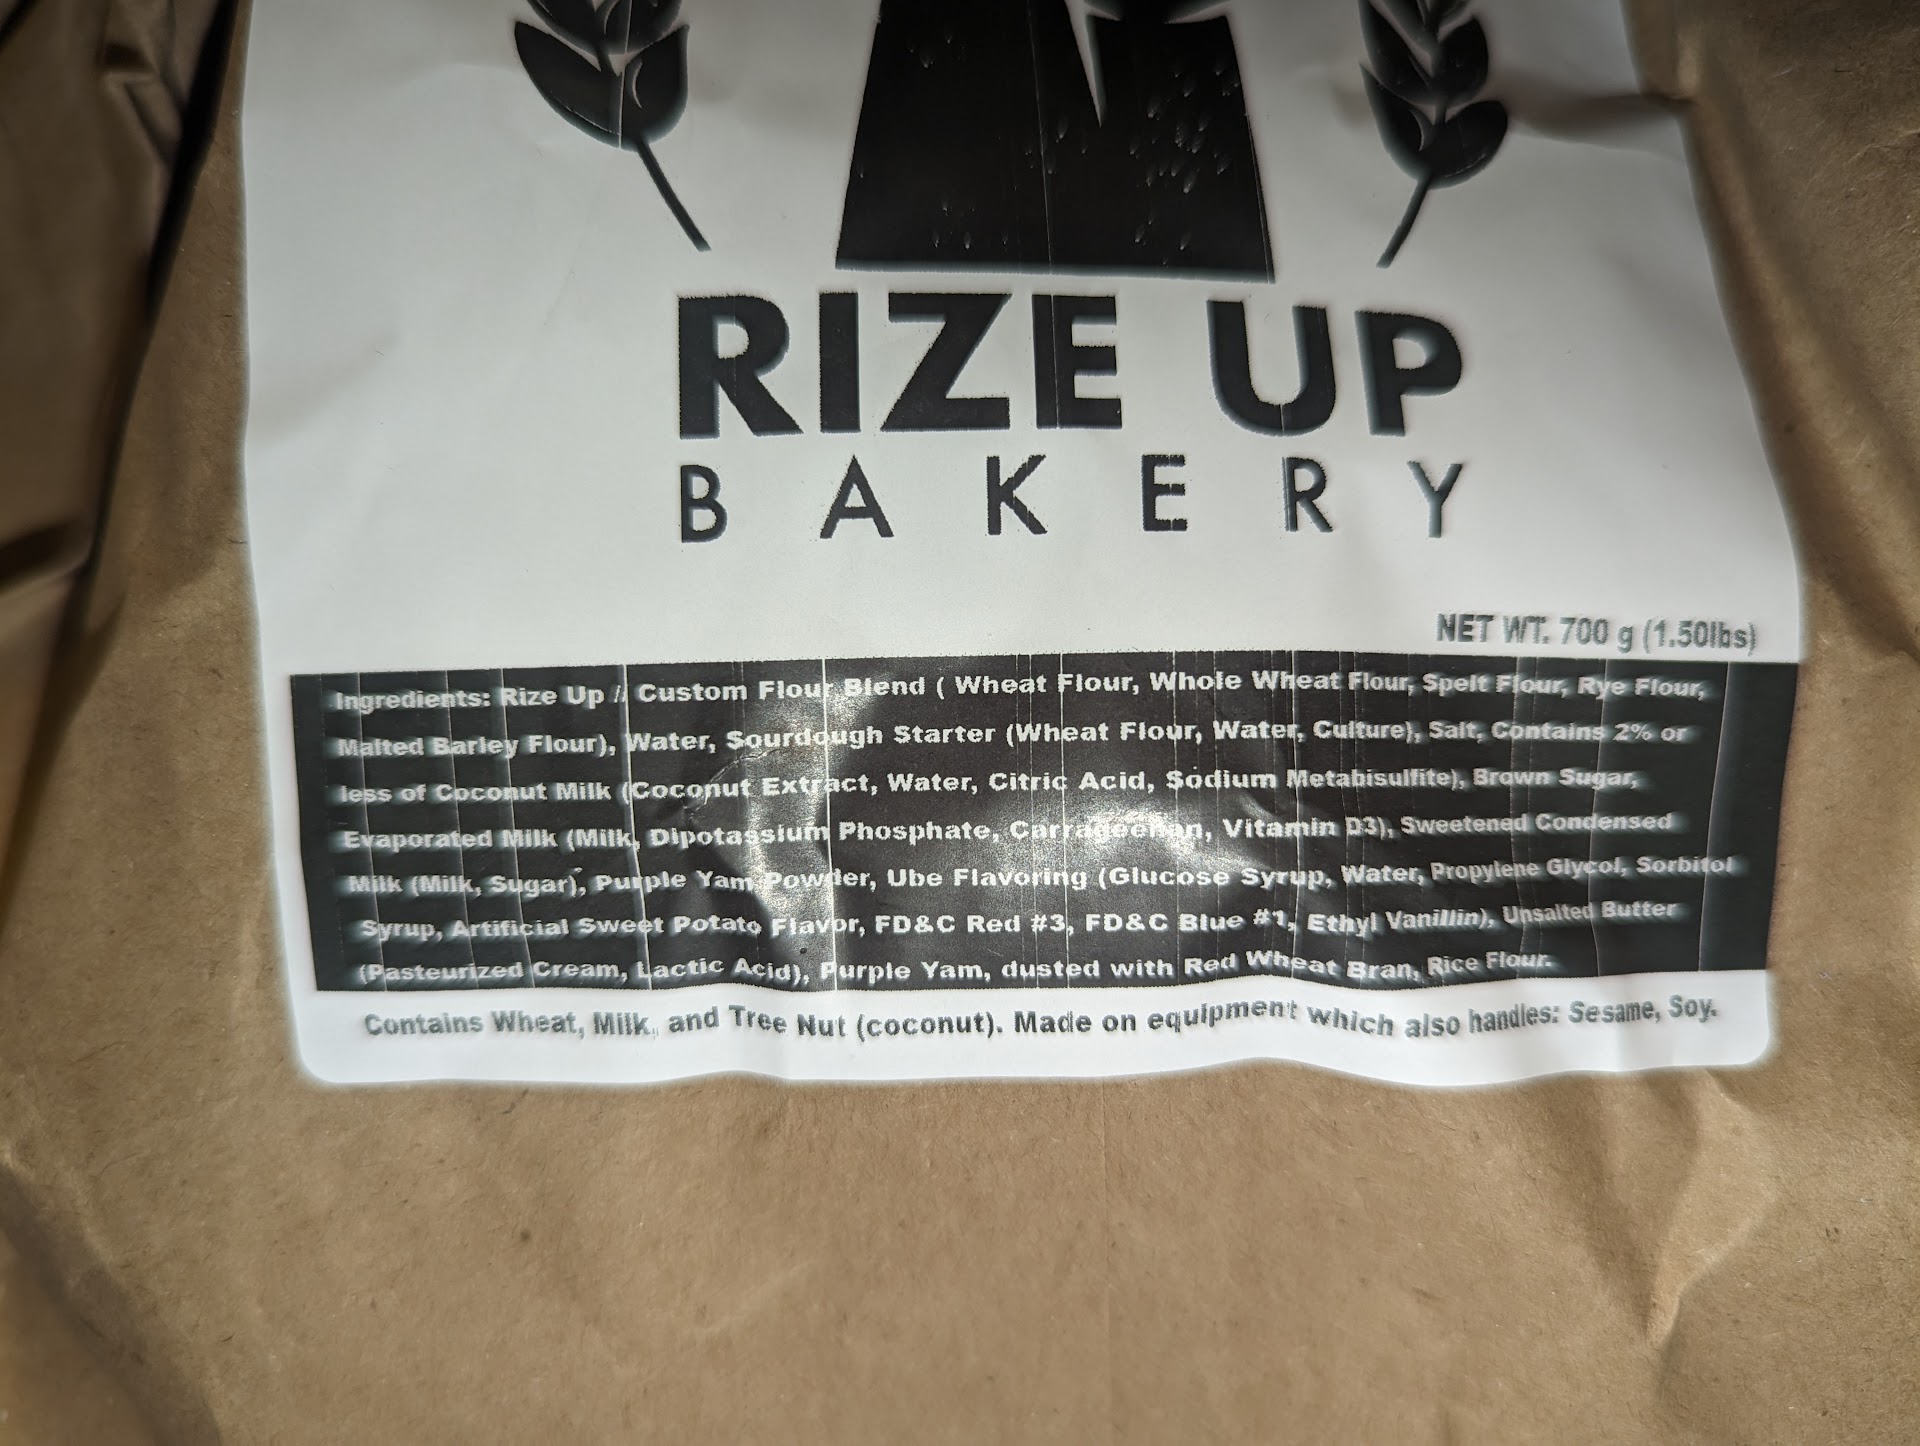 RIZE UP
BAKERY
NET WT. 700 g (1.50lbs)
Ingredients: Rize Up // Custom Flour Blend ( Wheat Flour, Whole Wheat Flour, Spelt Flour, Rye Flour,
Malted Barley Flour), Water, Sourdough Starter (Wheat Flour, Water, Culture), Salt, Contains 2% or
less of Coconut Milk (Coconut Extract, Water, Citric Acid, Sodium Metabisulfite), Brown Sugar,
Evaporated Milk (Milk, Dipotassium Phosphate, Carrageenan, Vitamin D3), Sweetened Condensed
Milk (Milk, Sugar), Purple Yam Powder, Ube Flavoring (Glucose Syrup, Water, Propylene Glycol, Sorbitol
Syrup, Artificial Sweet Potato Flavor, FD&C Red #3, FD&C Blue #1, Ethyl Vanillin), Unsalted Butter
(Pasteurized Cream, Lactic Acid), Purple Yam, dusted with Red Wheat Bran, Rice Flour.
Contains Wheat, Milk, and Tree Nut (coconut). Made on equipment which also handles: Sesame, Soy.